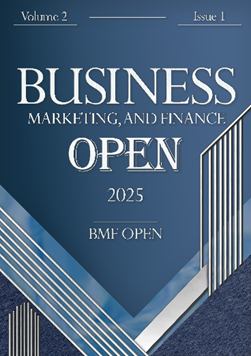 Volume 2
Issue 1
BUSINESS
MARKETING, AND FINANCE
OPEN
2025
BMF OPEN